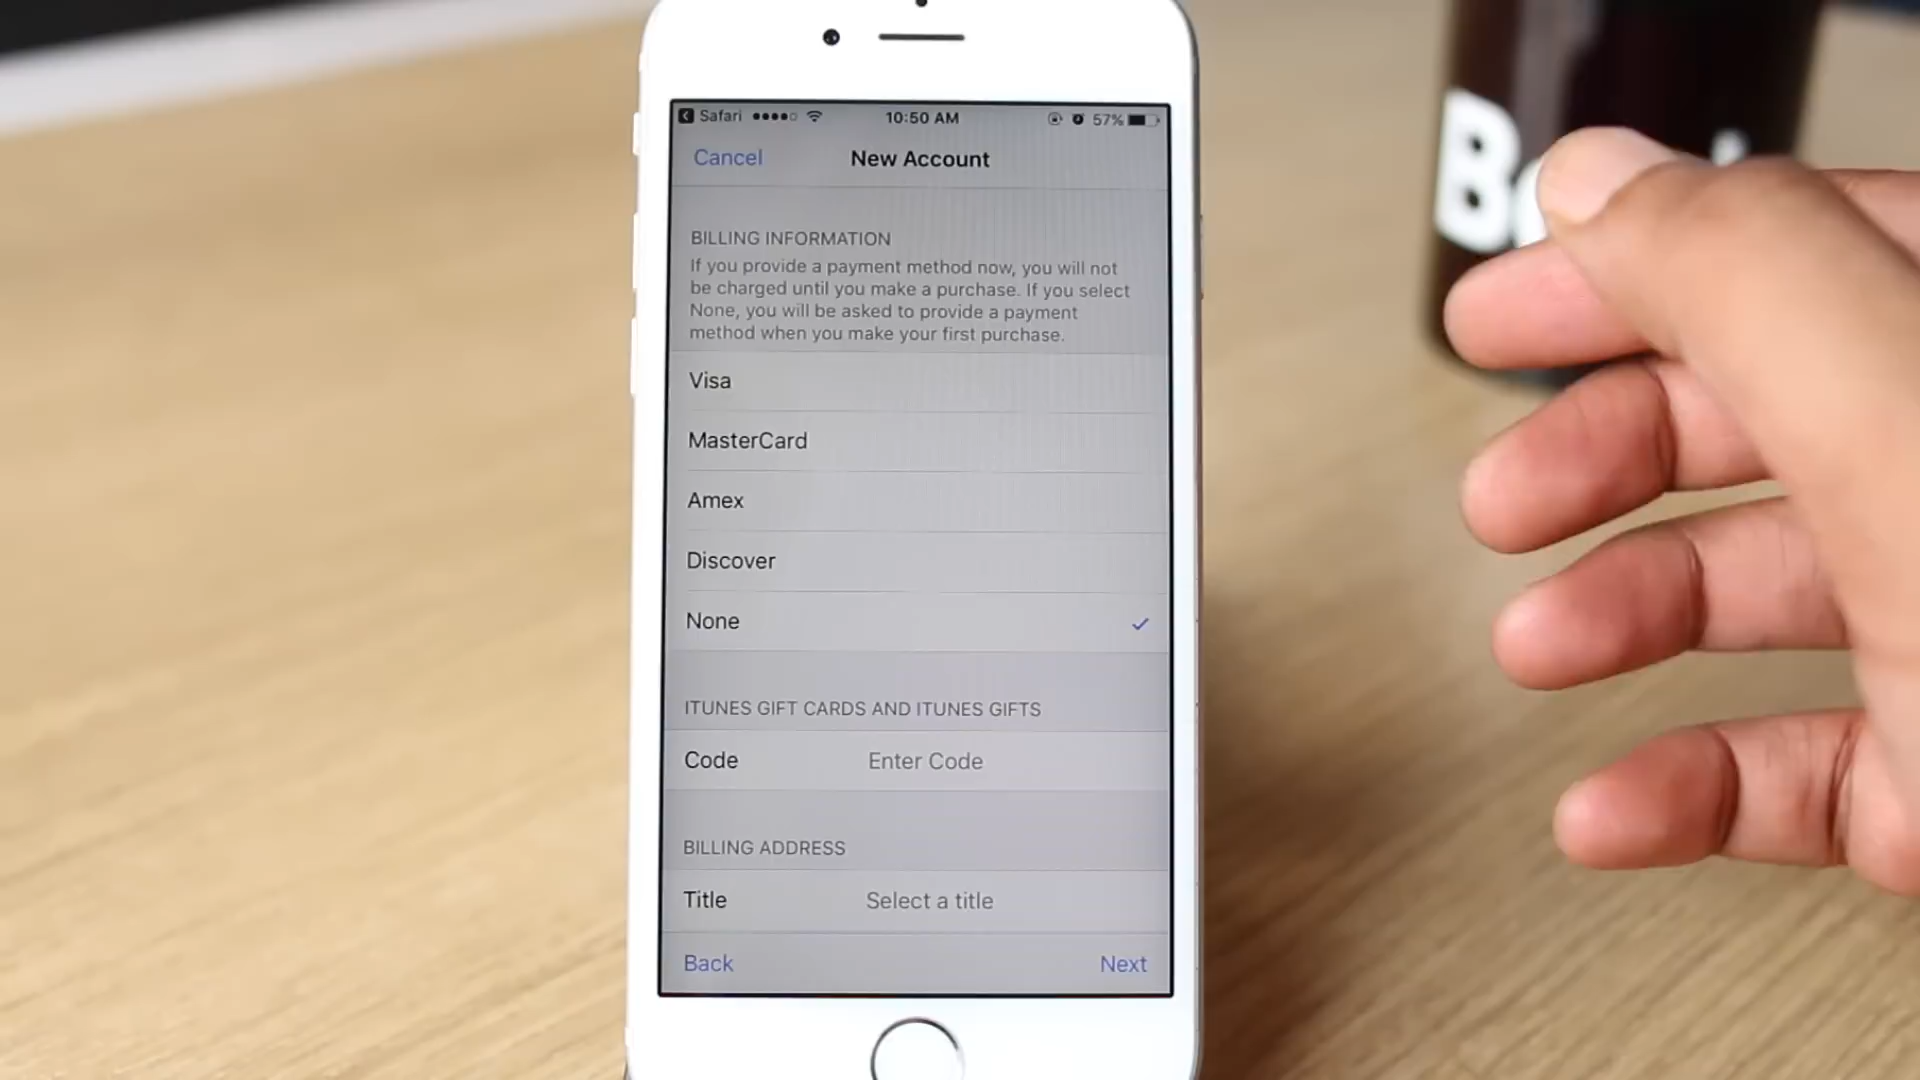 Safari 10:50 AM 57%
Cancel New Account
BILLING INFORMATION
If you provide a payment method now, you will not
be charged until you make a purchase. If you select
None, you will be asked to provide a payment
method when you make your first purchase.
Visa
MasterCard
Amex
Discover
None
ITUNES GIFT CARDS AND ITUNES GIFTS
Code Enter Code
BILLING ADDRESS
Title Select a title
Back Next